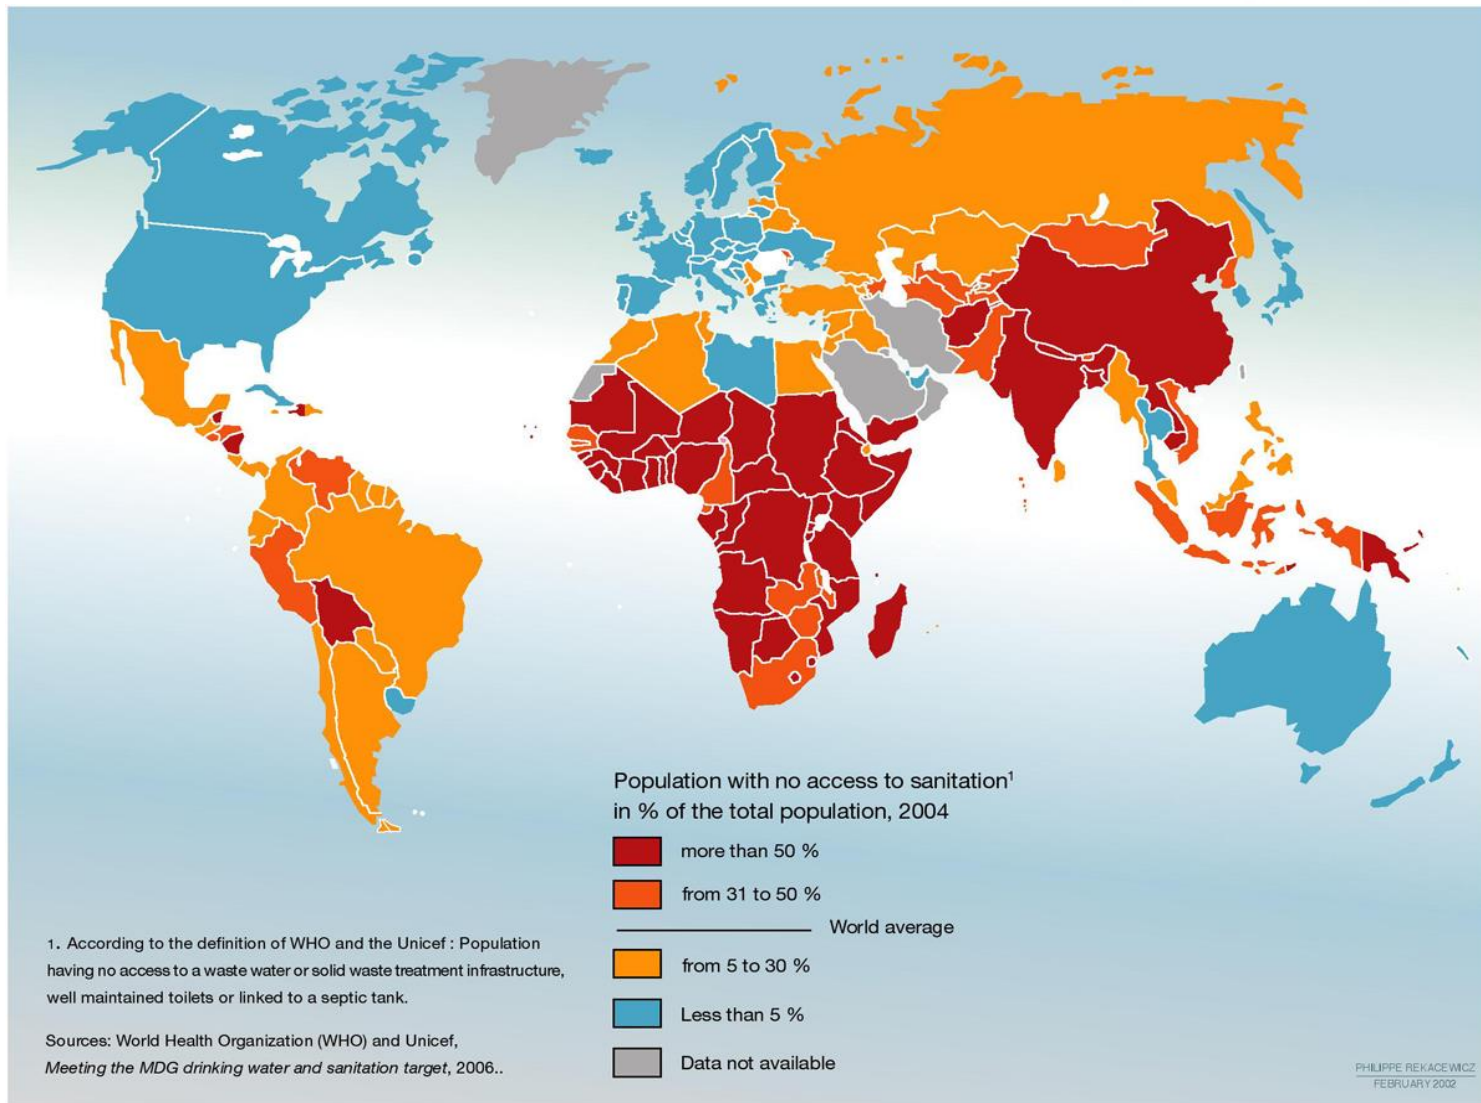 Population with no access to sanitation¹
in % of the total population, 2004
more than 50 %
from 31 to 50 %
World average
from 5 to 30 %
Less than 5 %
Data not available
1. According to the definition of WHO and the Unicef : Population
having no access to a waste water or solid waste treatment infrastructure,
well maintained toilets or linked to a septic tank.
Sources: World Health Organization (WHO) and Unicef,
Meeting the MDG drinking water and sanitation target, 2006..
PHILIPPE REKACEWICZ
FEBRUARY 2002